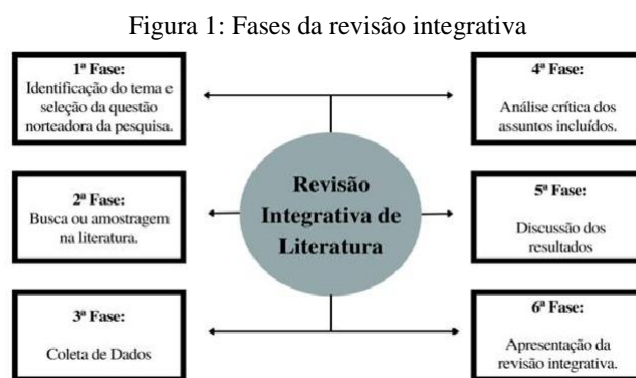 Figura 1: Fases da revisão integrativa
1ª Fase:
Identificação do tema e
seleção da questão
norteadora da pesquisa.
2ª Fase:
Busca ou amostragem
na literatura.
3ª Fase:
Coleta de Dados
Revisão
Integrativa de
Literatura
4ª Fase:
Análise crítica dos
assuntos incluídos.
5ª Fase:
Discussão dos
resultados
6ª Fase:
Apresentação da
revisão integrativa.